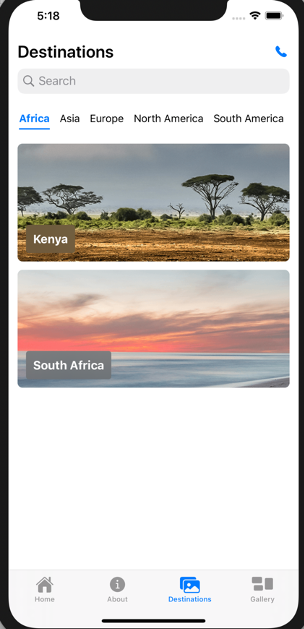 5:18
Destinations
Search
Africa Asia Europe North America South America
Kenya
South Africa
Home About Destinations Gallery